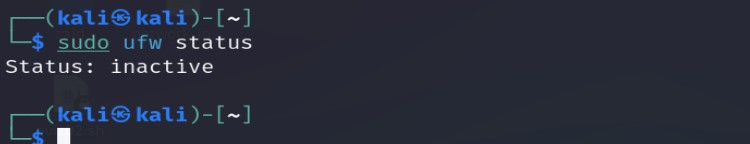 ┌──(kali㉿kali)-[~]
└─$ sudo ufw status
Status: inactive
┌──(kali㉿kali)-[~]
└─$